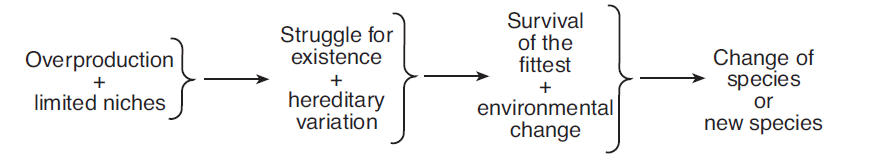 Overproduction
+
limited niches
Struggle for
existence
+
hereditary
variation
Survival
of the
fittest
+
environmental
change
Change of
species
or
new species